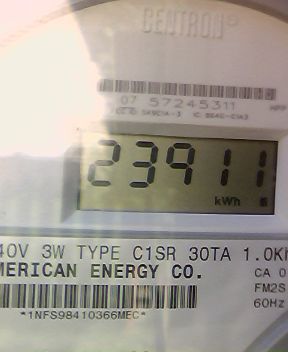 CENTRON®
07 57245311
23911
kWh
40V 3W TYPE C1SR 30TA 1.0Kh
MERICAN ENERGY CO.
CA 0
FM2S
60Hz
*1NFS98410366MEC*